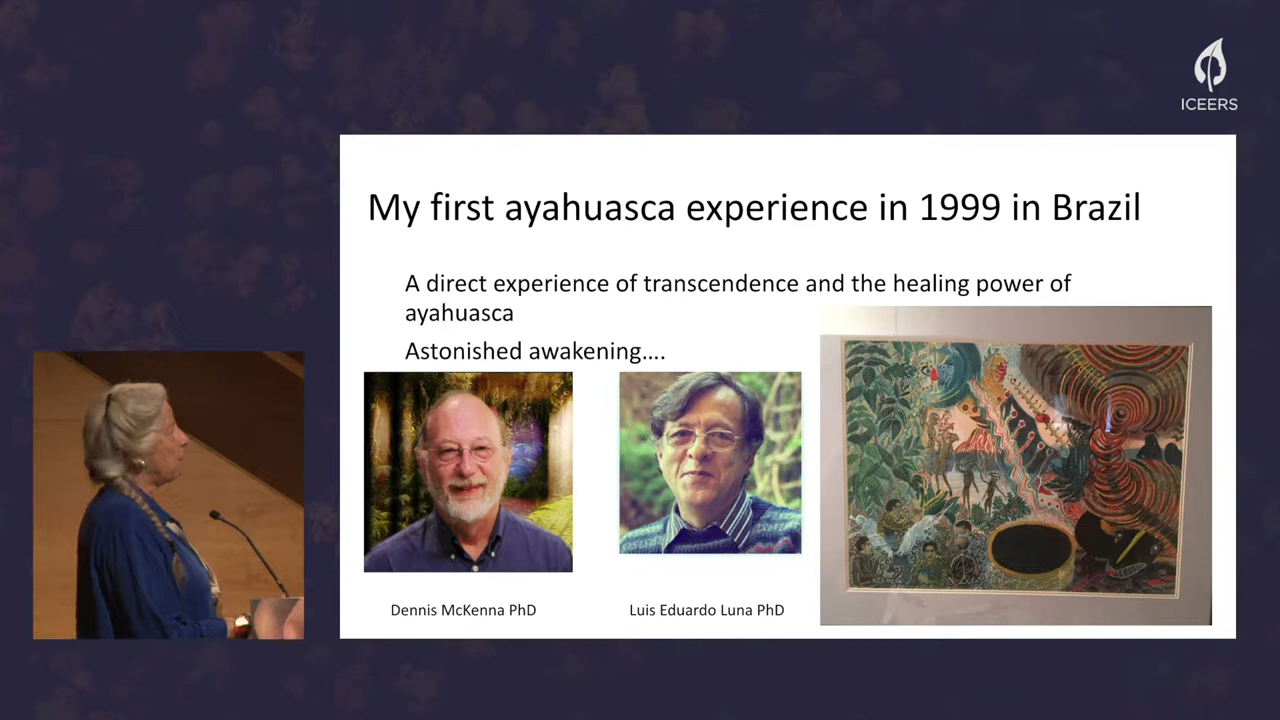 ICEERS
My first ayahuasca experience in 1999 in Brazil
A direct experience of transcendence and the healing power of
ayahuasca
Astonished awakening....
Dennis McKenna PhD
Luis Eduardo Luna PhD